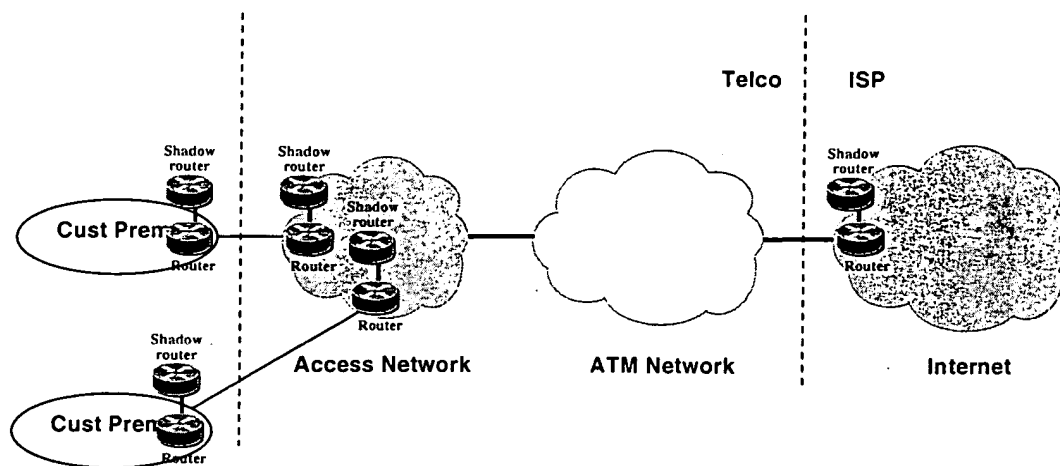 Telco
ISP
Shadow
router
Shadow
router
Shadow
router
Shadow
router
Cust Prem
Router
Router
Router
Router
Access Network
ATM Network
Internet
Shadow
router
Cust Prem
Router